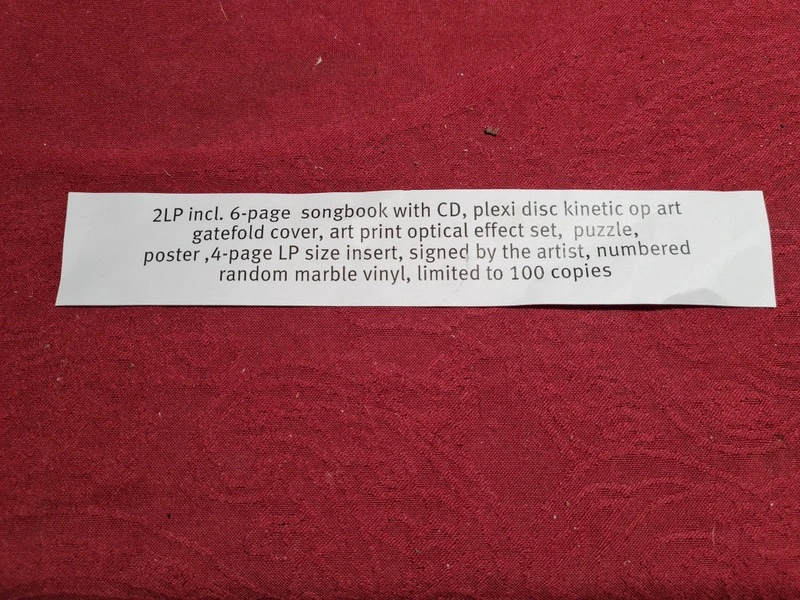 2LP incl. 6-page songbook with CD, plexi disc kinetic op art
gatefold cover, art print optical effect set, puzzle,
poster ,4-page LP size insert, signed by the artist, numbered
random marble vinyl, limited to 100 copies